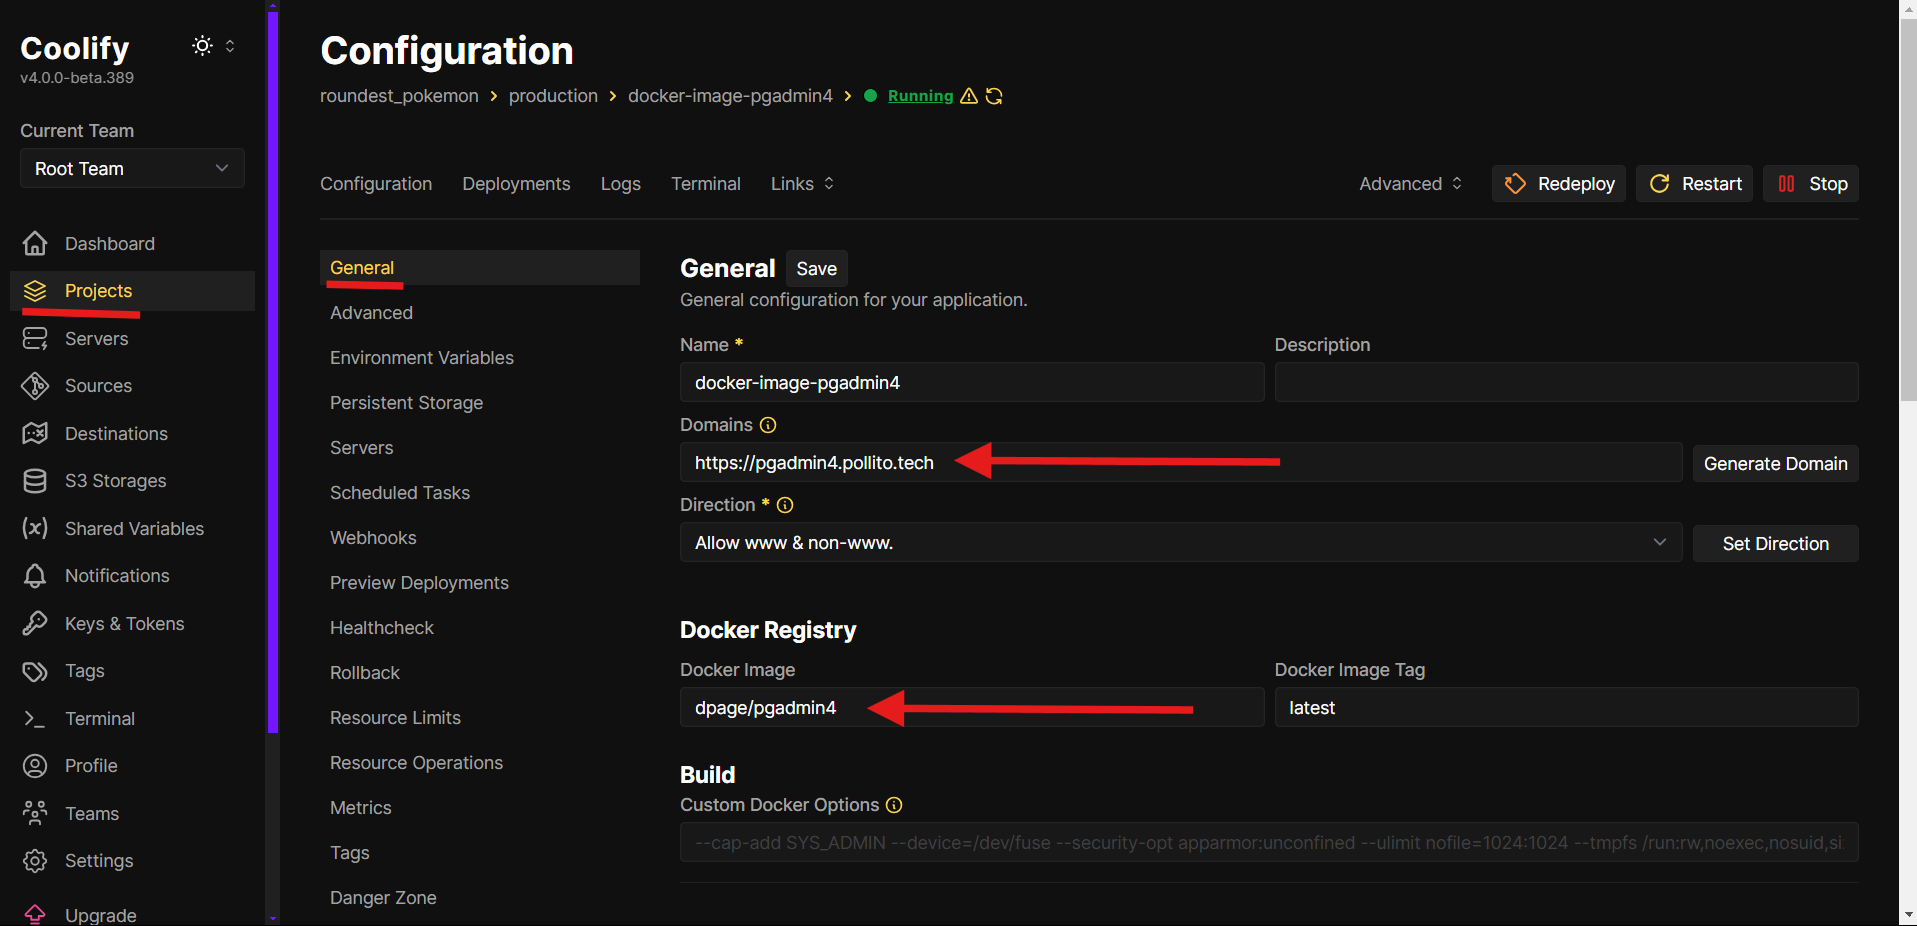 Coolify
v4.0.0-beta.389
Current Team
Root Team
Dashboard
Projects
Servers
Sources
Destinations
S3 Storages
Shared Variables
Notifications
Keys & Tokens
Tags
Terminal
Profile
Teams
Settings
Upgrade
Configuration
roundest_pokemon > production > docker-image-pgadmin4 > Running
Configuration Deployments Logs Terminal Links
Advanced Redeploy Restart Stop
General
Advanced
Environment Variables
Persistent Storage
Servers
Scheduled Tasks
Webhooks
Preview Deployments
Healthcheck
Rollback
Resource Limits
Resource Operations
Metrics
Tags
Danger Zone
General Save
General configuration for your application.
Name * Description
docker-image-pgadmin4
Domains
https://pgadmin4.pollito.tech Generate Domain
Direction *
Allow www & non-www. Set Direction
Docker Registry
Docker Image Docker Image Tag
dpage/pgadmin4 latest
Build
Custom Docker Options
--cap-add SYS_ADMIN --device=/dev/fuse --security-opt apparmor:unconfined --ulimit nofile=1024:1024 --tmpfs /run:rw,noexec,nosuid,si